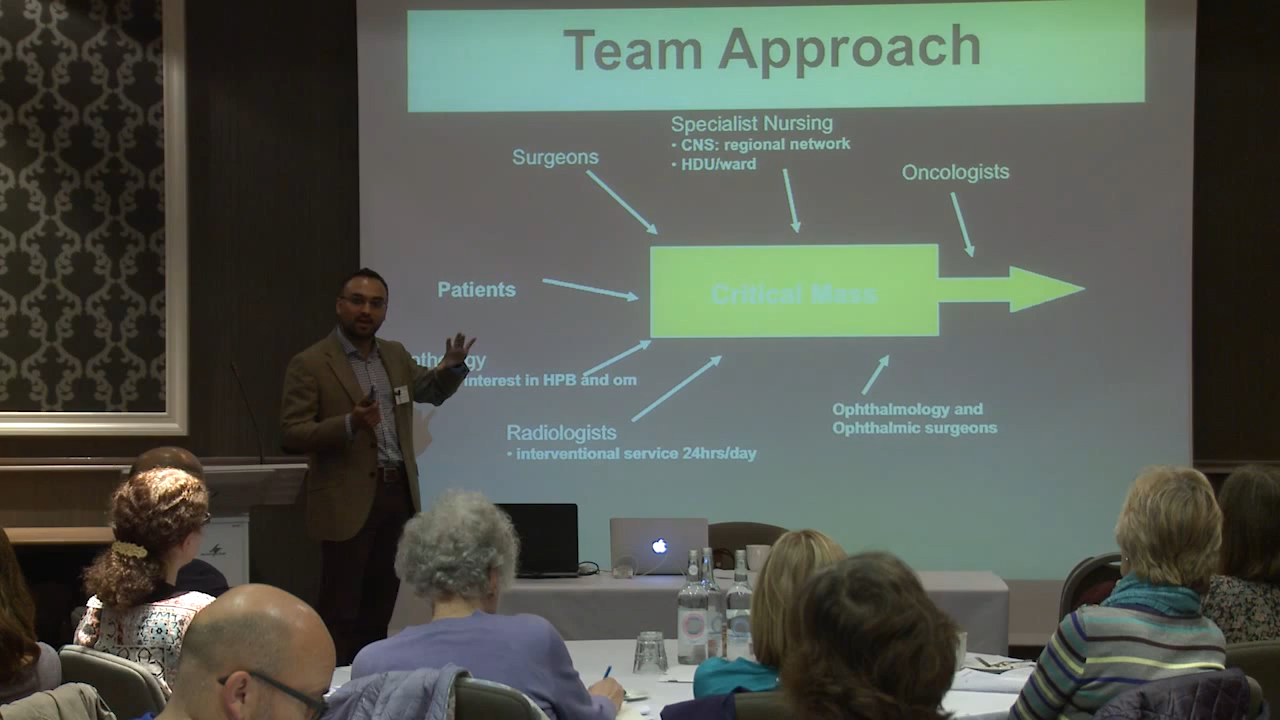 Team Approach
Specialist Nursing
• CNS: regional network
• HDU/ward
Surgeons
Oncologists
Patients
Critical Mass
interest in HPB and om
Ophthalmology and
Ophthalmic surgeons
Radiologists
• interventional service 24hrs/day